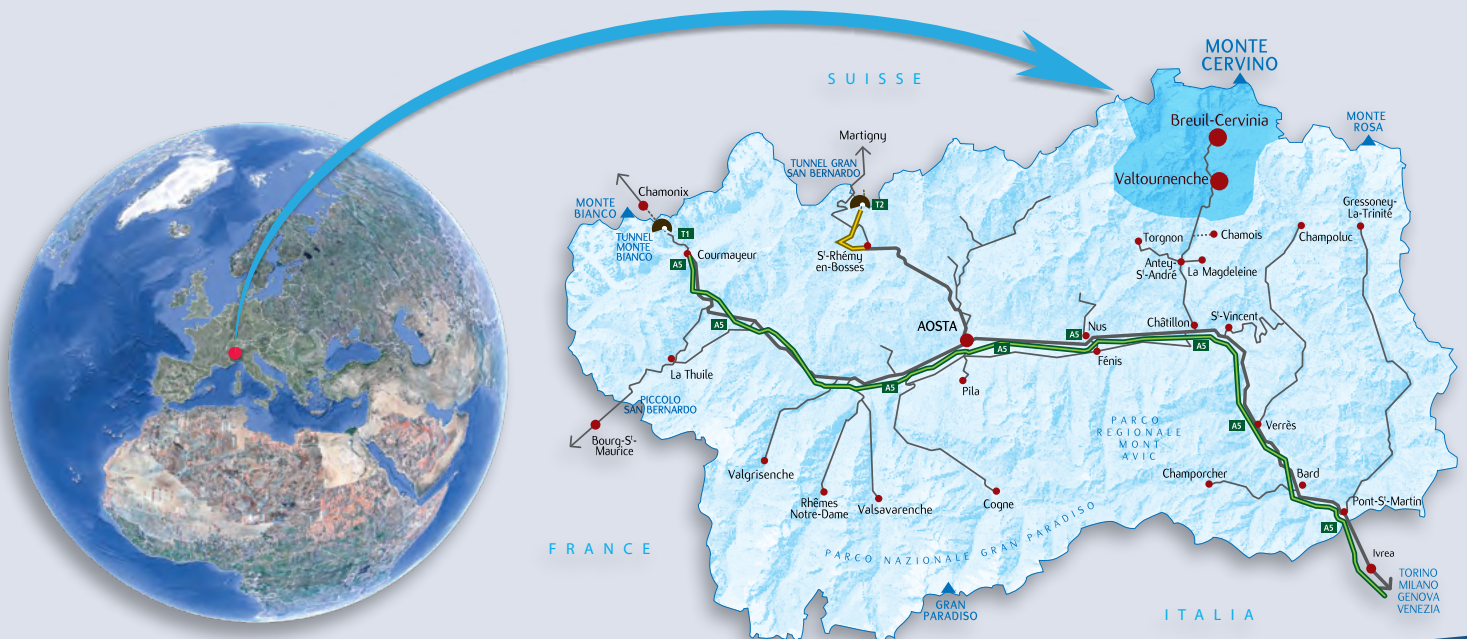 MONTE
CERVINO
SUISSE
Breuil-Cervinia
MONTE
ROSA
Martigny
TUNNEL GRAN
SAN BERNARDO
Valtournenche
Chamonix
T2
MONTE
BIANCO
Gressoney-
La-Trinité
T1
TUNNEL
MONTE
BIANCO
Torgnon
Chamois
Champoluc
Courmayeur
A5
S^t-Rhémy
en-Bosses
Antey-
S^t-André
La Magdeleine
A5
AOSTA
A5
Nus
Châtillon
S^t-Vincent
A5
A5
Fénis
La Thuile
A5
Pila
PICCOLO
SAN BERNARDO
Bourg-S^t-
Maurice
PARCO
REGIONALE
MONT
AVIC
A5
Verrès
Valgrisenche
Champorcher
Bard
Rhêmes
Notre-Dame
Valsavarenche
Cogne
Pont-S^t-Martin
A5
FRANCE
PARCO NAZIONALE GRAN PARADISO
Ivrea
GRAN
PARADISO
TORINO
MILANO
GENOVA
VENEZIA
ITALIA